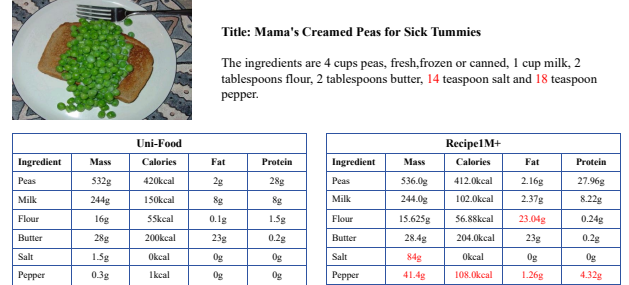 Title: Mama's Creamed Peas for Sick Tummies
The ingredients are 4 cups peas, fresh,frozen or canned, 1 cup milk, 2
tablespoons flour, 2 tablespoons butter, 14 teaspoon salt and 18 teaspoon
pepper.
Uni-Food
Ingredient Mass Calories Fat Protein
Peas 532g 420kcal 2g 28g
Milk 244g 150kcal 8g 8g
Flour 16g 55kcal 0.1g 1.5g
Butter 28g 200kcal 23g 0.2g
Salt 1.5g 0kcal 0g 0g
Pepper 0.3g 1kcal 0g 0g
Recipe1M+
Ingredient Mass Calories Fat Protein
Peas 536.0g 412.0kcal 2.16g 27.96g
Milk 244.0g 102.0kcal 2.37g 8.22g
Flour 15.625g 56.88kcal 23.04g 0.24g
Butter 28.4g 204.0kcal 23g 0.2g
Salt 84g 0kcal 0g 0g
Pepper 41.4g 108.0kcal 1.26g 4.32g